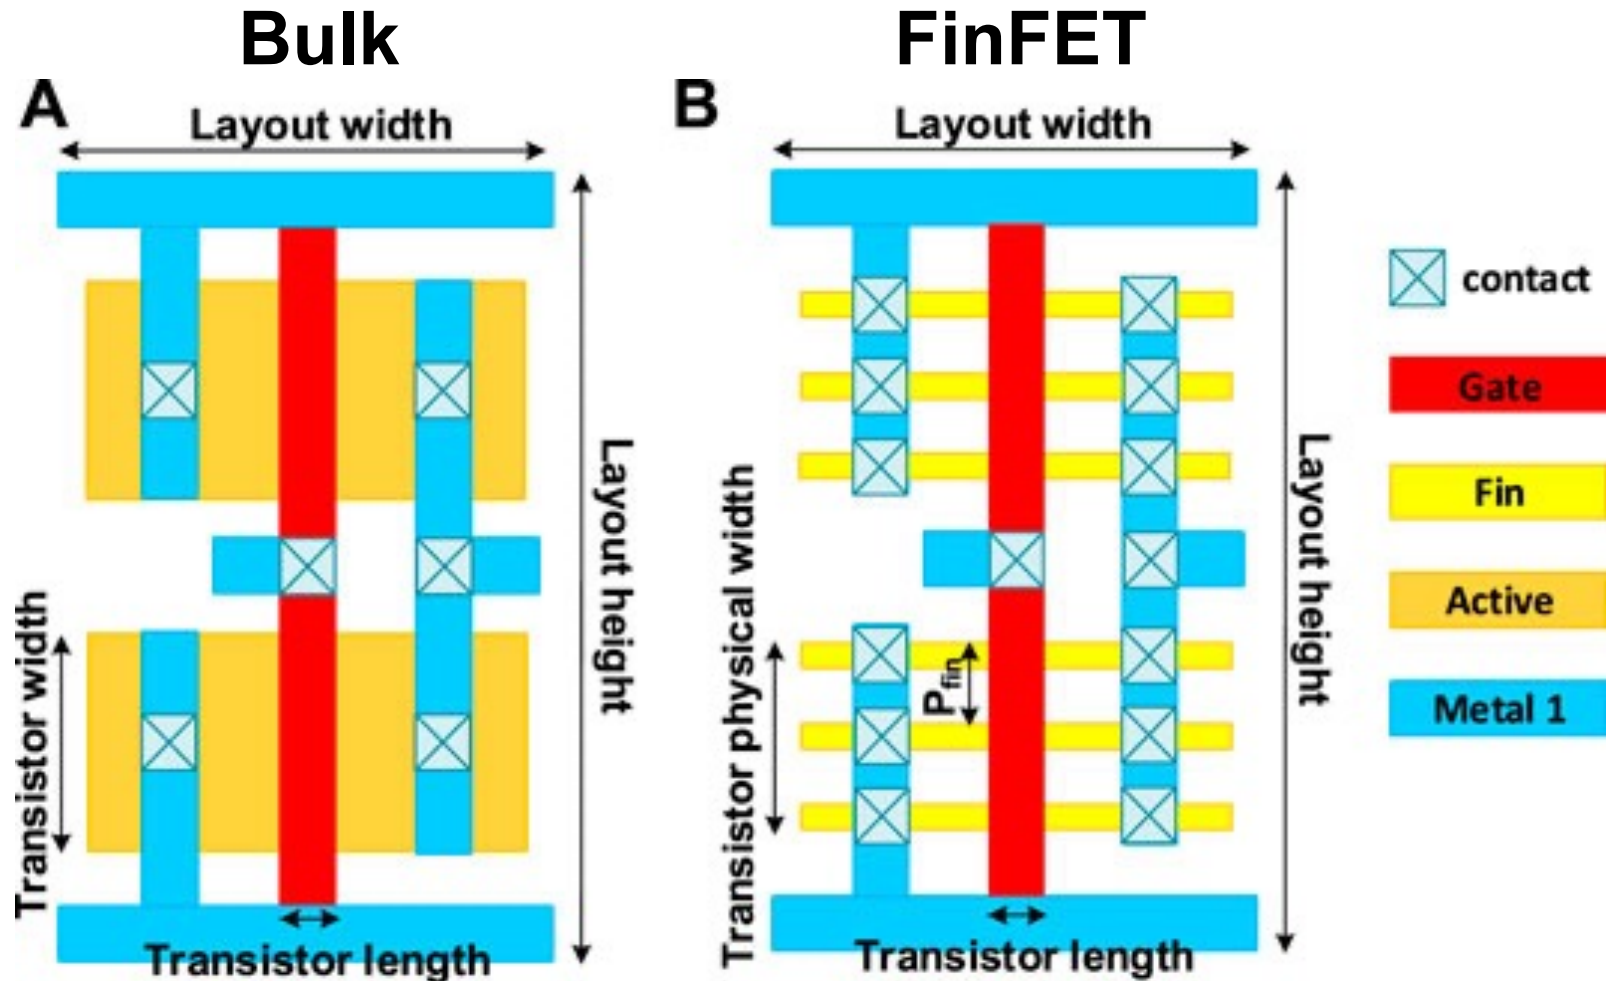 Bulk
FinFET
A
B
Layout width
Layout width
Layout height
Layout height
Transistor width
Transistor physical width
Pfin
Transistor length
Transistor length
contact
Gate
Fin
Active
Metal 1